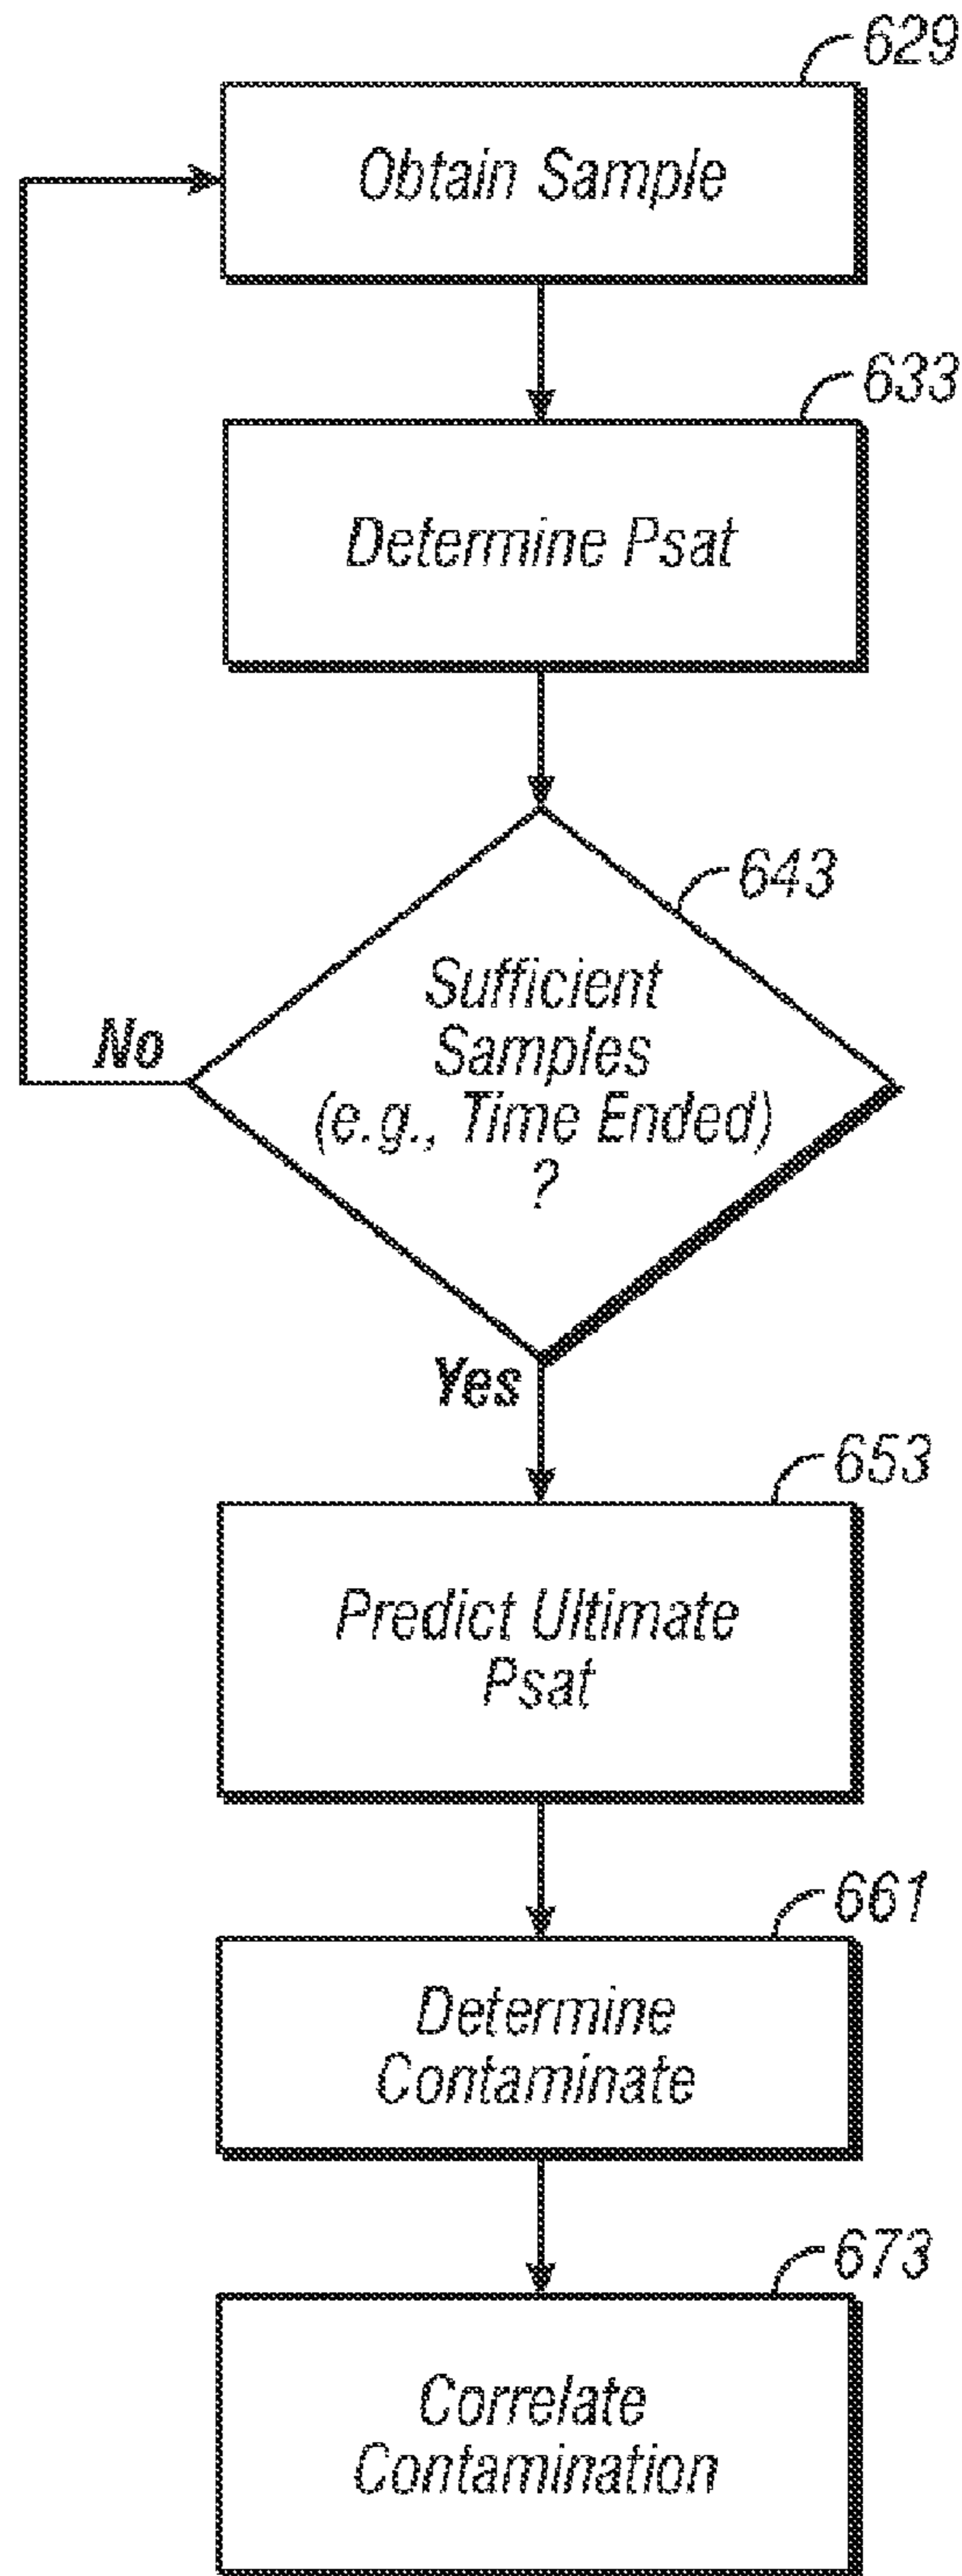 629
Obtain Sample
633
Determine Psat
643
Sufficient
Samples
(e.g., Time Ended)
?
No
Yes
653
Predict Ultimate
Psat
661
Determine
Contaminate
673
Correlate
Contamination